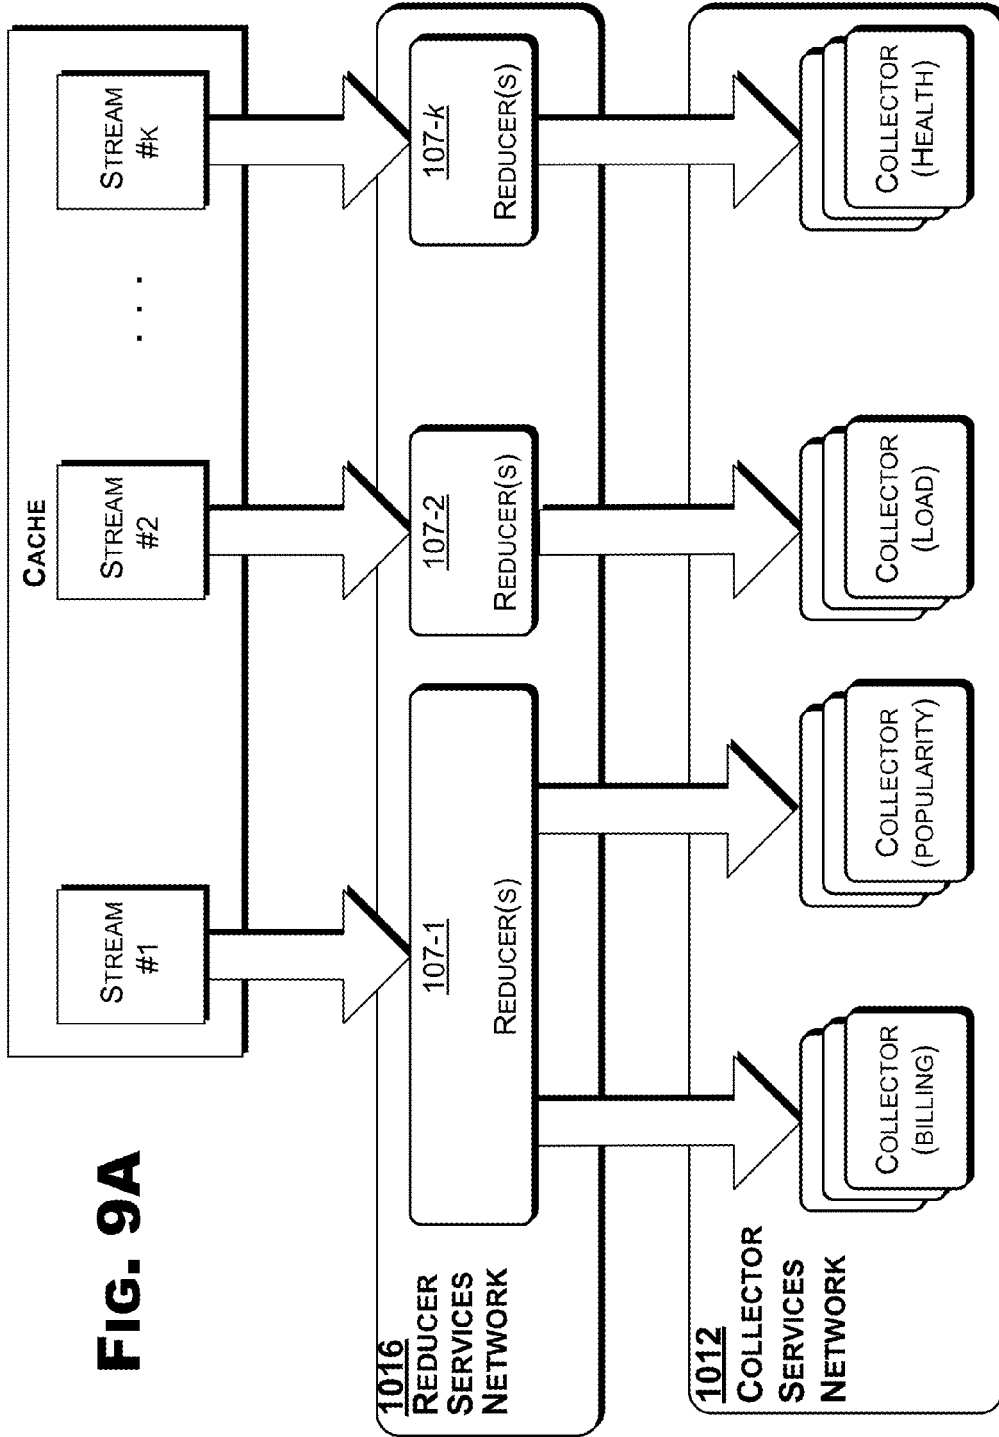 FIG. 9A
CACHE
STREAM
#1
STREAM
#2
. . .
STREAM
#K
1016
REDUCER
SERVICES
NETWORK
107-1
REDUCER(S)
107-2
REDUCER(S)
107-k
REDUCER(S)
1012
COLLECTOR
SERVICES
NETWORK
COLLECTOR
(BILLING)
COLLECTOR
(POPULARITY)
COLLECTOR
(LOAD)
COLLECTOR
(HEALTH)